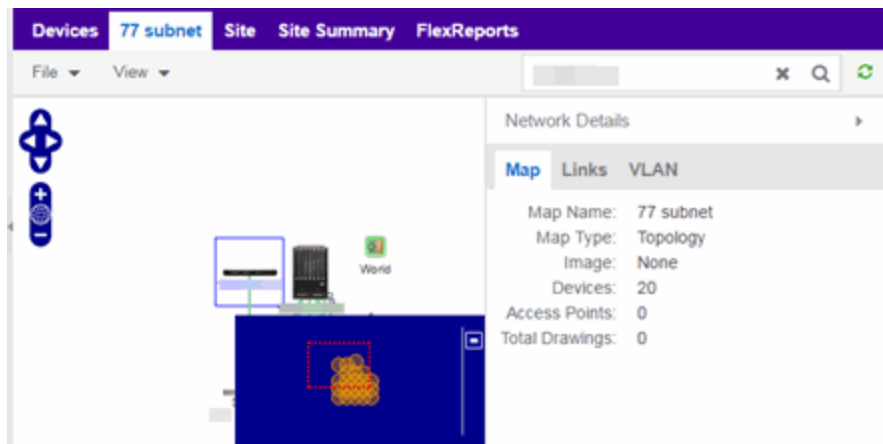 Devices 77 subnet Site Site Summary FlexReports
File View
Network Details
Map Links VLAN
Map Name: 77 subnet
Map Type: Topology
Image: None
Devices: 20
Access Points: 0
Total Drawings: 0
World